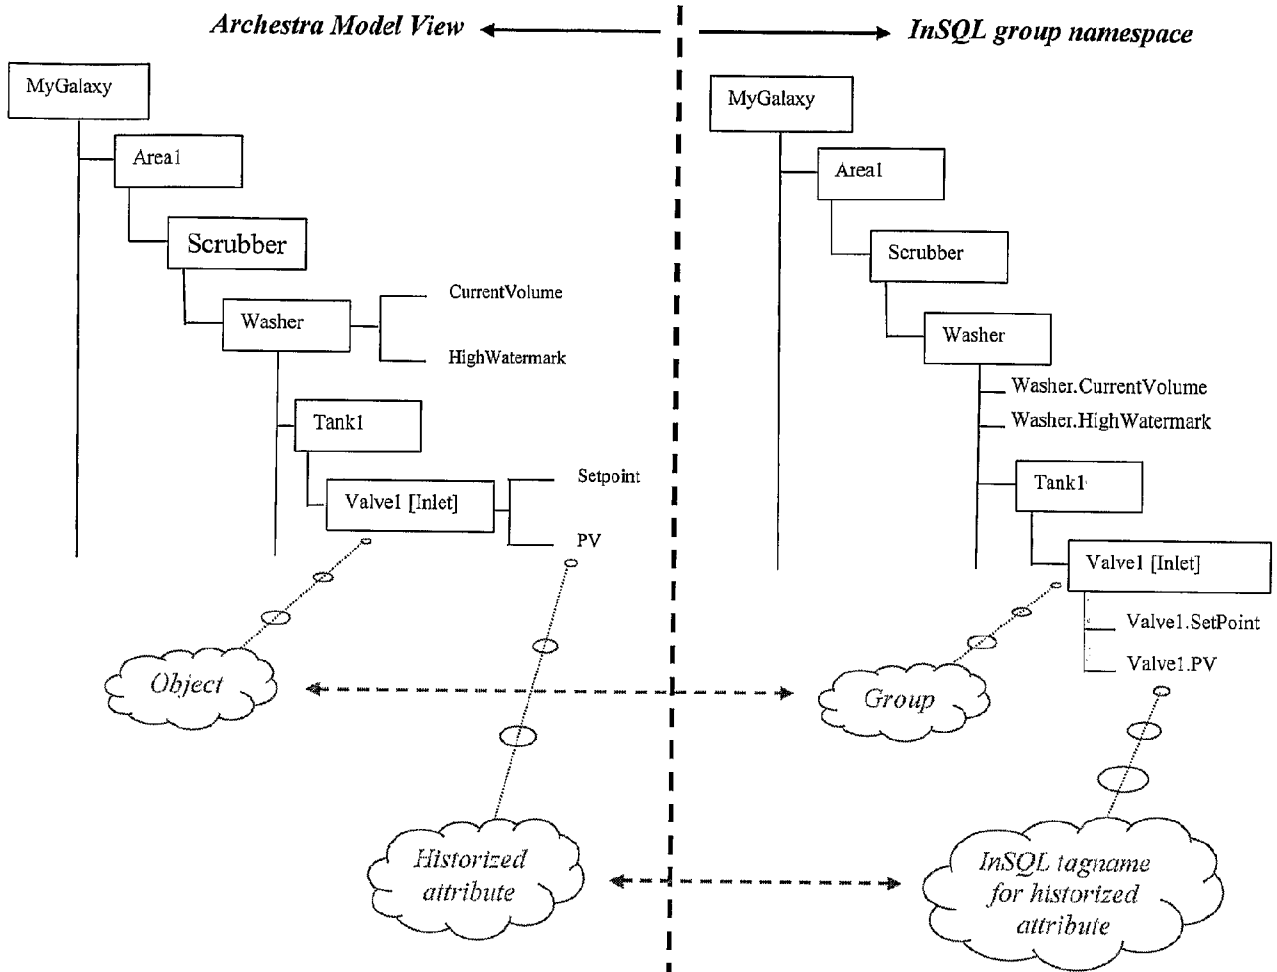 Archestra Model View
InSQL group namespace
MyGalaxy
Area1
Scrubber
Washer
CurrentVolume
HighWatermark
Tank1
Valve1 [Inlet]
Setpoint
PV
Object
Historized
attribute
MyGalaxy
Area1
Scrubber
Washer
Washer.CurrentVolume
Washer.HighWatermark
Tank1
Valve1 [Inlet]
Valve1.SetPoint
Valve1.PV
Group
InSQL tagname
for historized
attribute